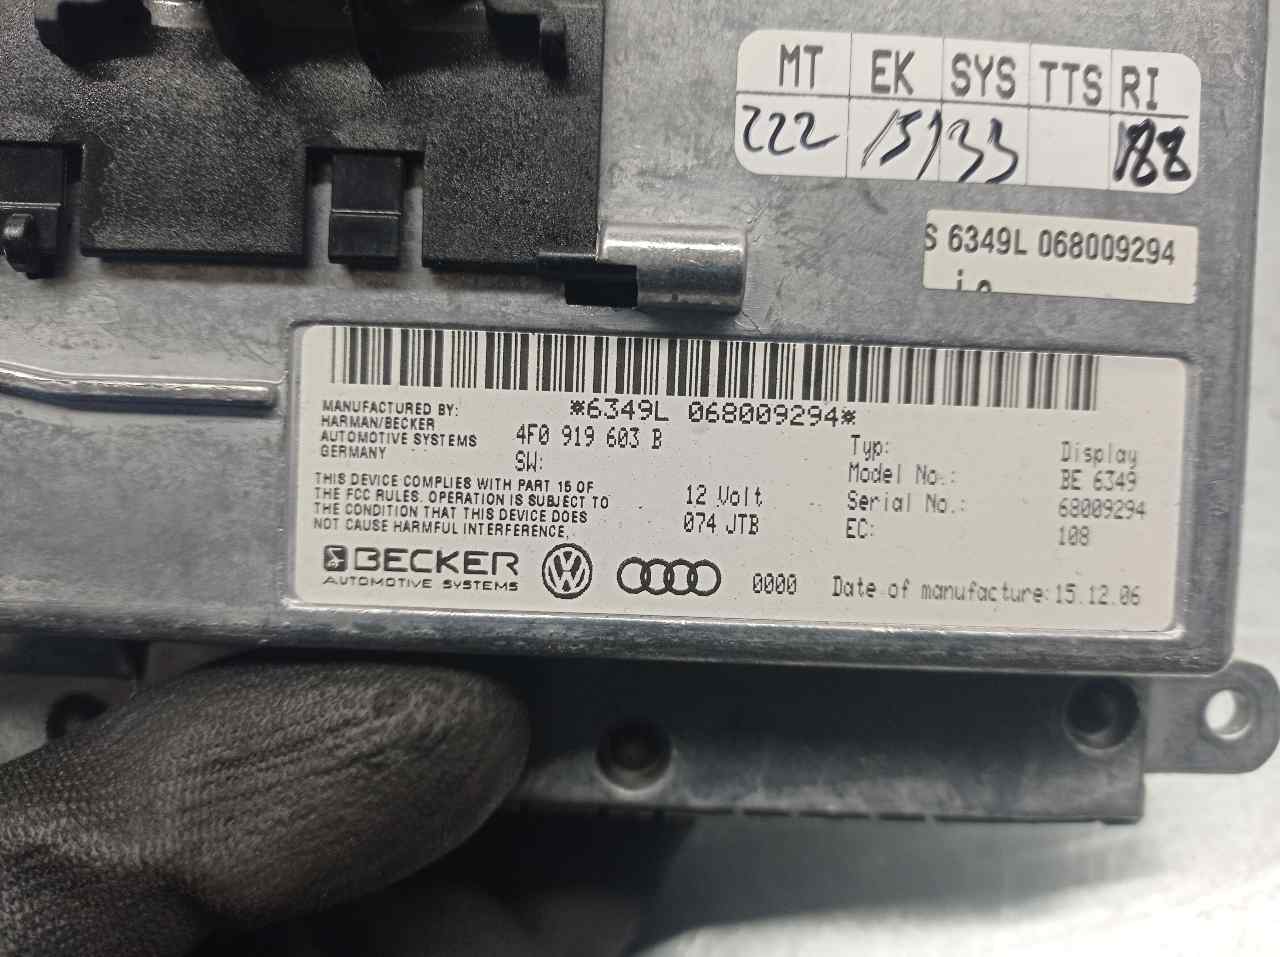 MT EK SYS TTS RI
222 15133 188
S 6349L 068009294
*6349L 068009294*
MANUFACTURED BY:
HARMAN/BECKER
AUTOMOTIVE SYSTEMS
GERMANY
4F0 919 603 B
SW:
THIS DEVICE COMPLIES WITH PART 15 OF
THE FCC RULES. OPERATION IS SUBJECT TO
THE CONDITION THAT THIS DEVICE DOES
NOT CAUSE HARMFUL INTERFERENCE.
12 Volt
074 JTB
Typ: Display
Model No.: BE 6349
Serial No.: 68009294
EC: 108
BECKER
AUTOMOTIVE SYSTEMS
0000
Date of manufacture: 15.12.06